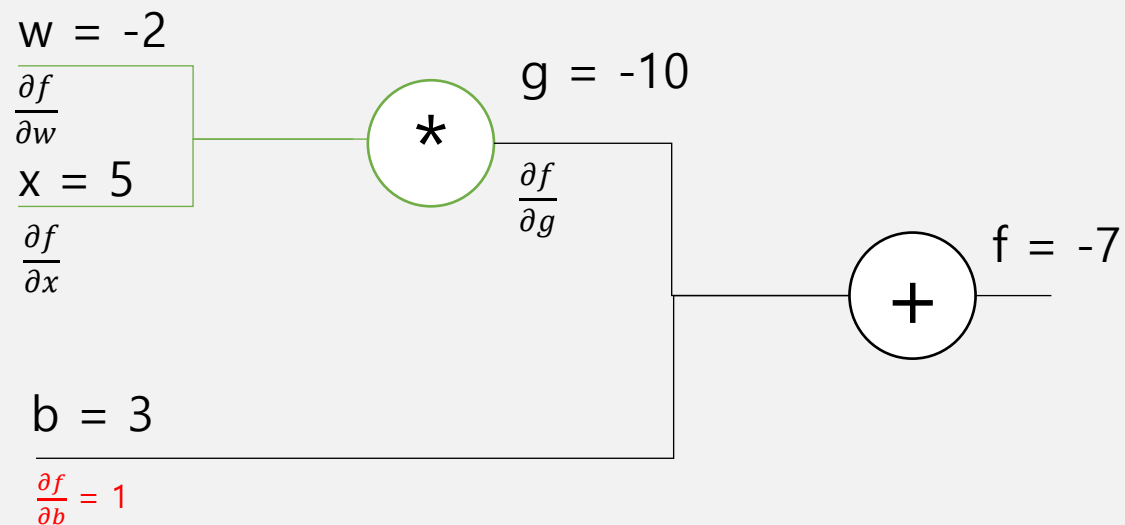 w = -2
∂f/∂w
x = 5
∂f/∂x
*
g = -10
∂f/∂g
+
f = -7
b = 3
∂f/∂b = 1